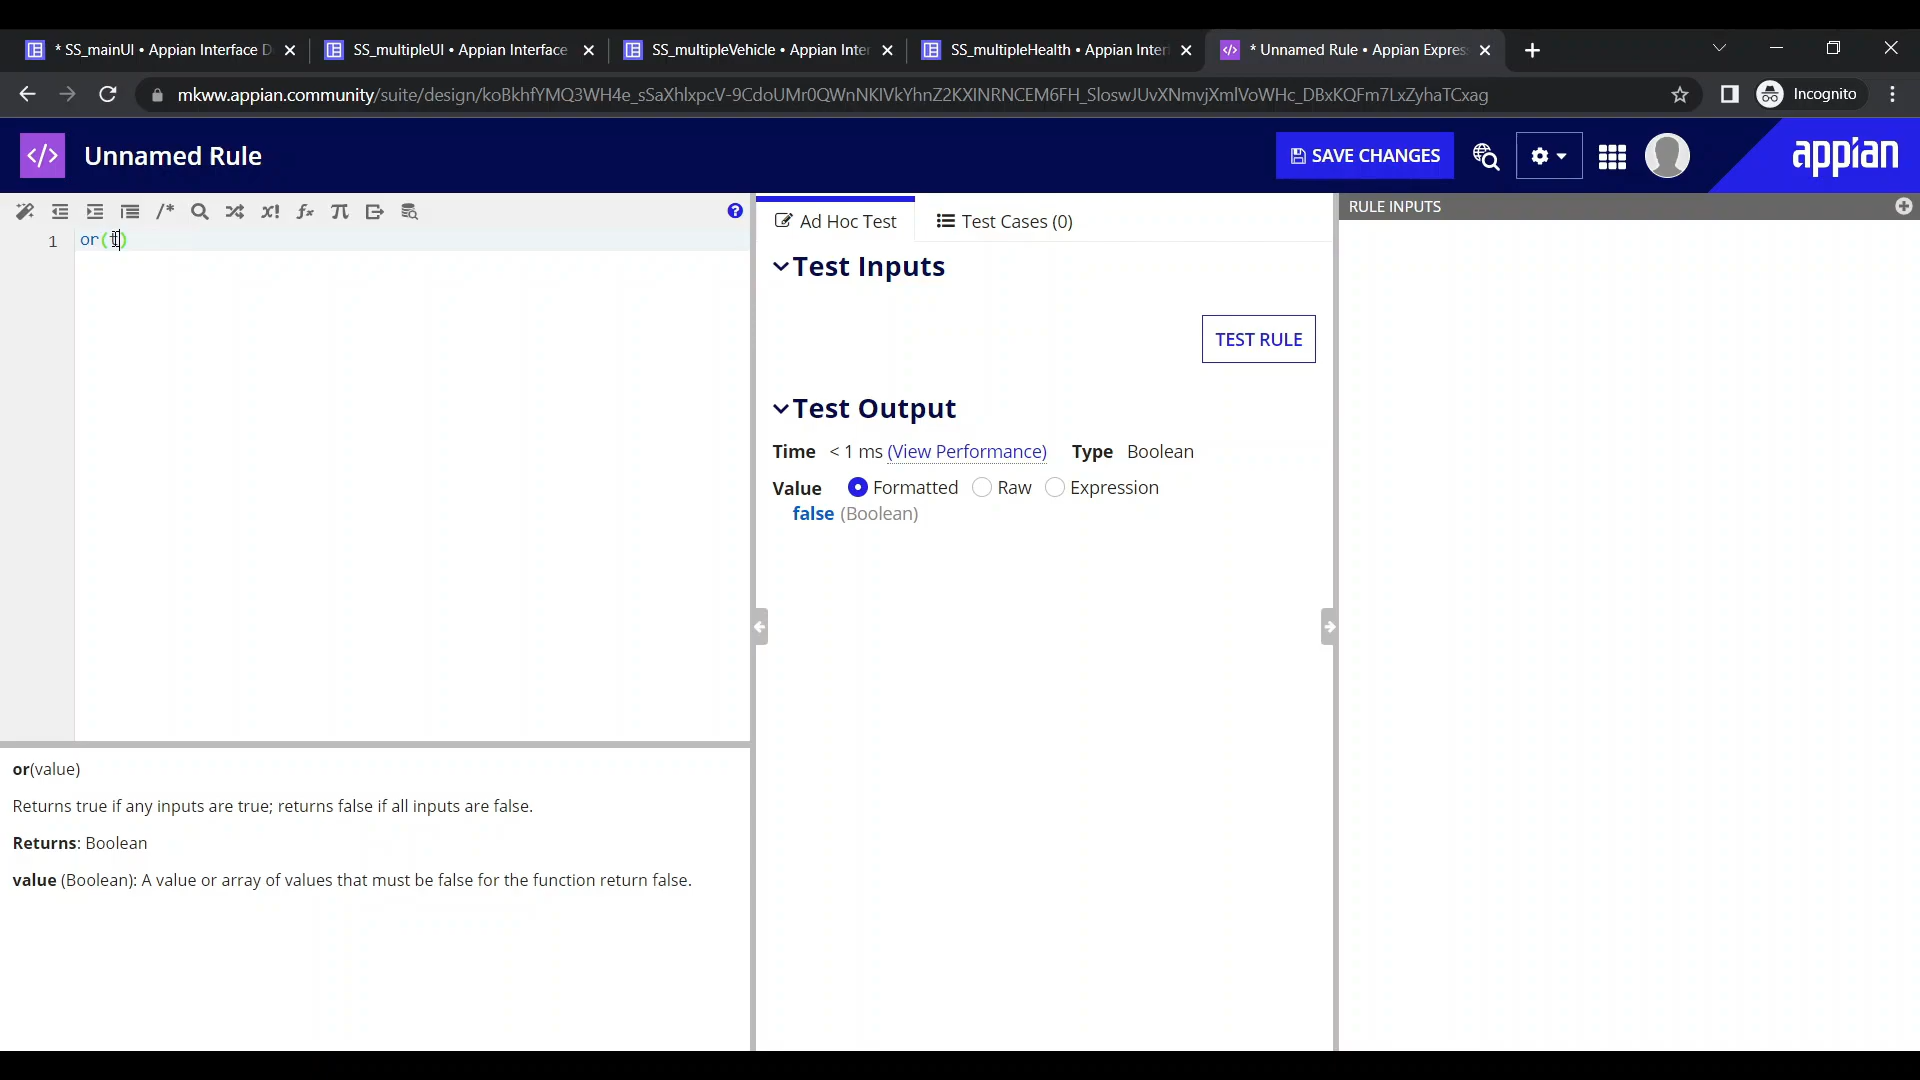 * SS_mainUI • Appian Interface D
SS_multipleUI • Appian Interface
SS_multipleVehicle • Appian Inter
SS_multipleHealth • Appian Inter
* Unnamed Rule • Appian Expres
mkww.appian.community/suite/design/koBkhfYMQ3WH4e_sSaXhlxpcV-9CdoUMr0QWnNKlVkYhnZ2KXINRNCEM6FH_SloswJUvXNmvjXmlVoWHc_DBxKQFm7LxZyhaTCxag
Incognito
Unnamed Rule
SAVE CHANGES
appian
1 or(t)
or(value)
Returns true if any inputs are true; returns false if all inputs are false.
Returns: Boolean
value (Boolean): A value or array of values that must be false for the function return false.
Ad Hoc Test
Test Cases (0)
Test Inputs
TEST RULE
Test Output
Time < 1 ms (View Performance) Type Boolean
Value Formatted Raw Expression
false (Boolean)
RULE INPUTS